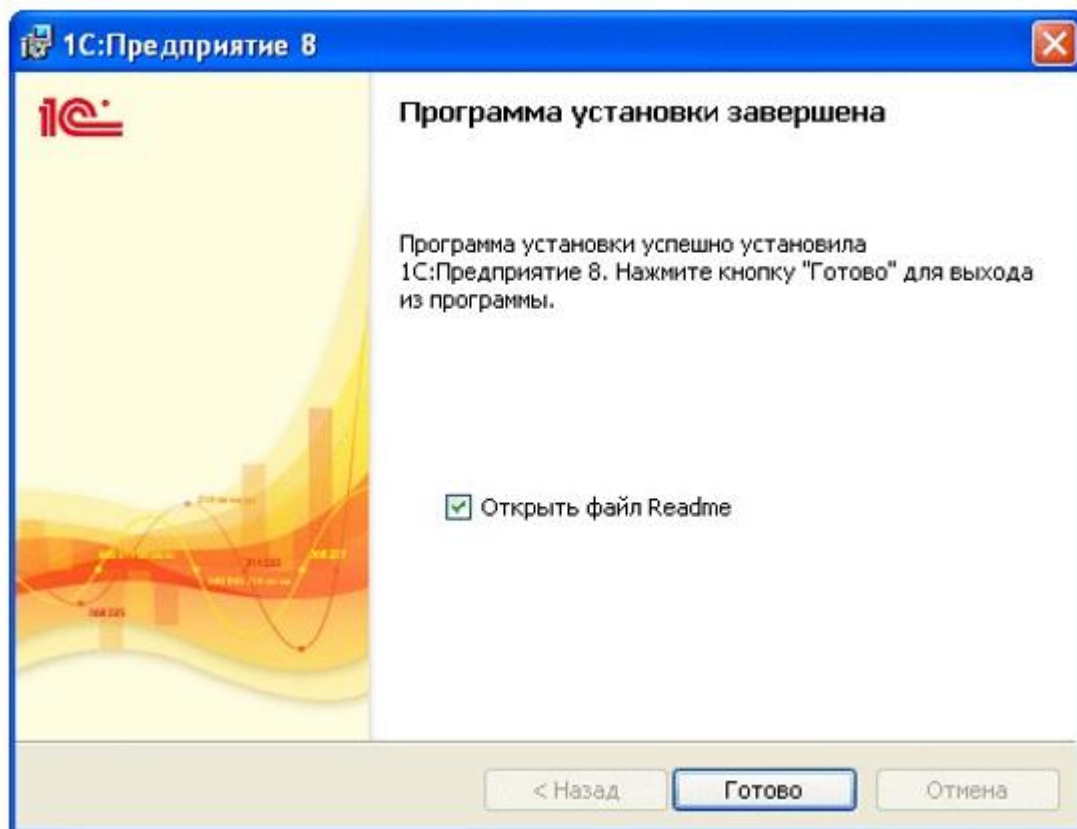 1С:Предприятие 8
1С
Программа установки завершена
Программа установки успешно установила
1С:Предприятие 8. Нажмите кнопку "Готово" для выхода
из программы.
Открыть файл Readme
< Назад
Готово
Отмена